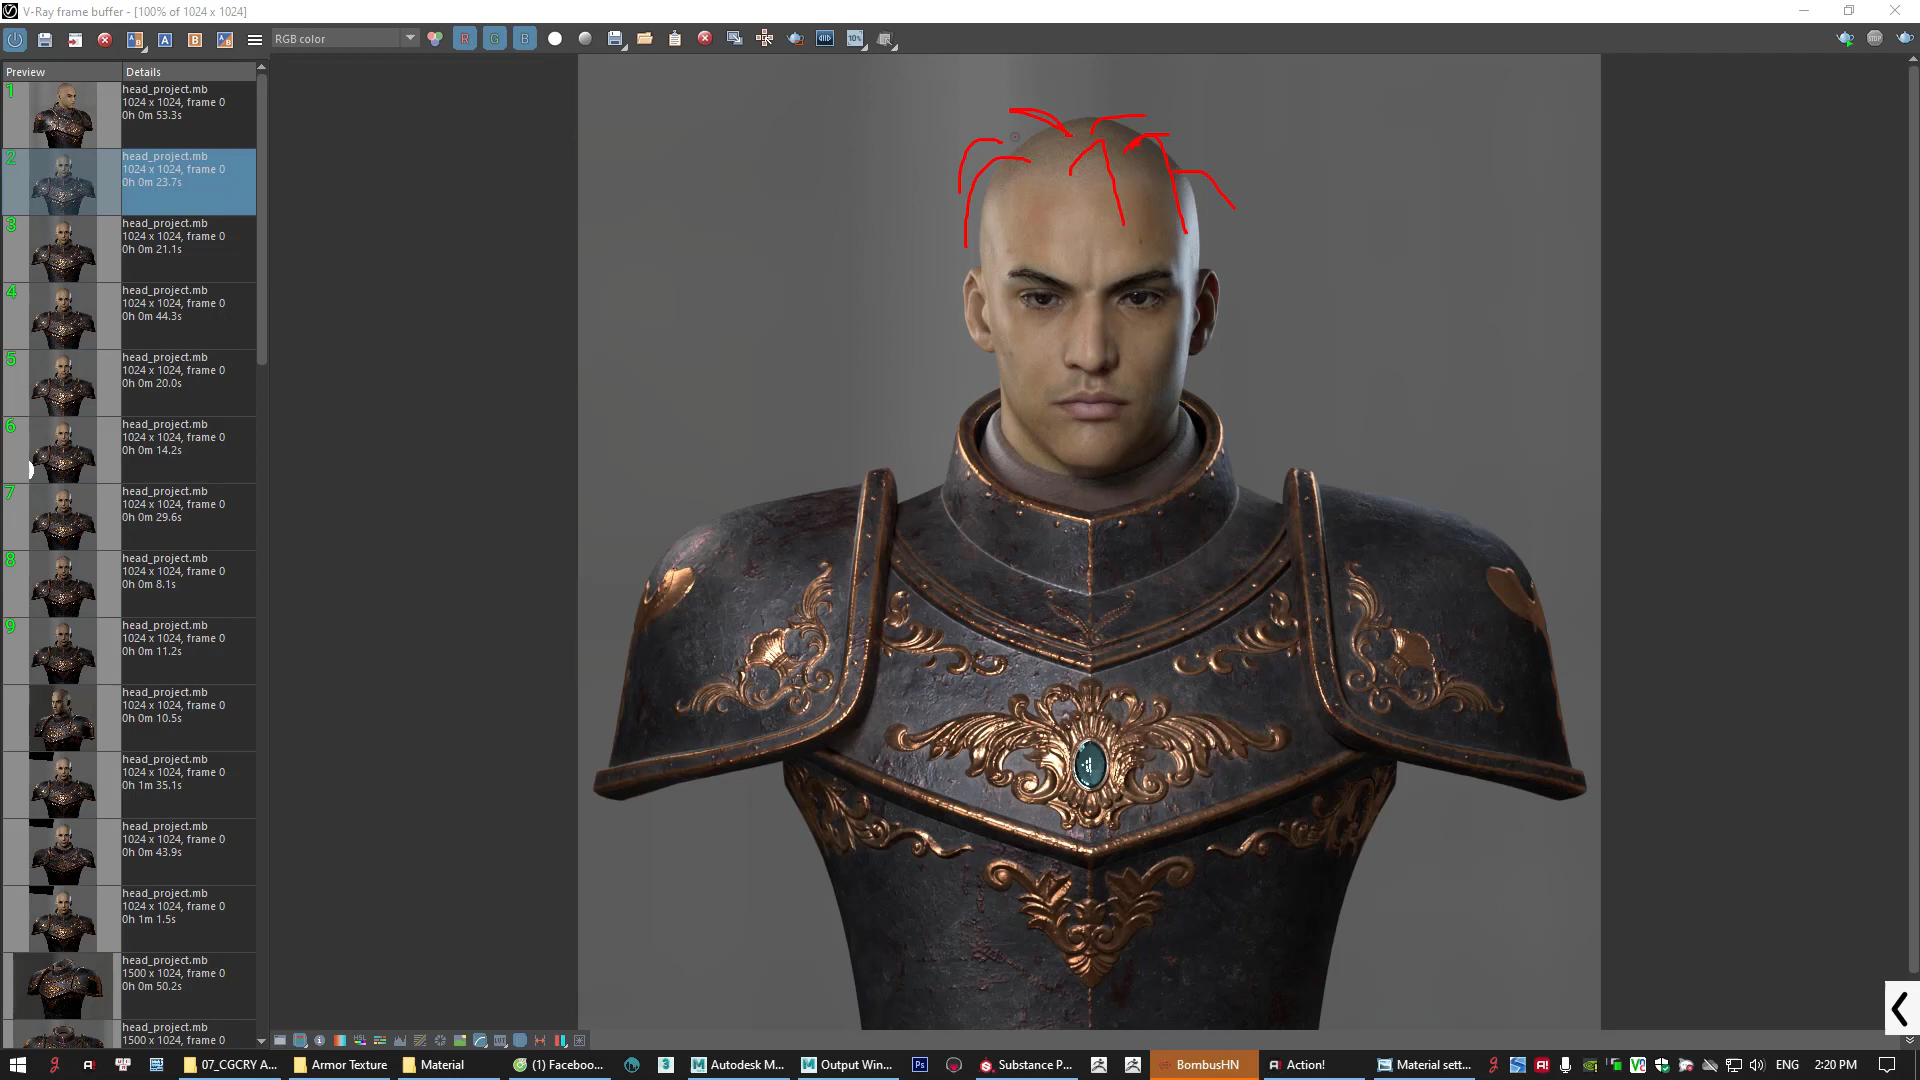 V-Ray frame buffer - [100% of 1024 x 1024]
RGB color
R G B
10%
STOP
Preview Details
1 head_project.mb
1024 x 1024, frame 0
0h 0m 53.3s
2 head_project.mb
1024 x 1024, frame 0
0h 0m 23.7s
3 head_project.mb
1024 x 1024, frame 0
0h 0m 21.1s
4 head_project.mb
1024 x 1024, frame 0
0h 0m 44.3s
5 head_project.mb
1024 x 1024, frame 0
0h 0m 20.0s
6 head_project.mb
1024 x 1024, frame 0
0h 0m 14.2s
7 head_project.mb
1024 x 1024, frame 0
0h 0m 29.6s
8 head_project.mb
1024 x 1024, frame 0
0h 0m 8.1s
9 head_project.mb
1024 x 1024, frame 0
0h 0m 11.2s
head_project.mb
1024 x 1024, frame 0
0h 0m 10.5s
head_project.mb
1024 x 1024, frame 0
0h 1m 35.1s
head_project.mb
1024 x 1024, frame 0
0h 0m 43.9s
head_project.mb
1024 x 1024, frame 0
0h 1m 1.5s
head_project.mb
1500 x 1024, frame 0
0h 0m 50.2s
head_project.mb
1500 x 1024, frame 0
07_CGCRY A... Armor Texture Material (1) Faceboo... Autodesk M... Output Win... Ps Substance P... BombusHN Action! Material sett... ENG 2:20 PM